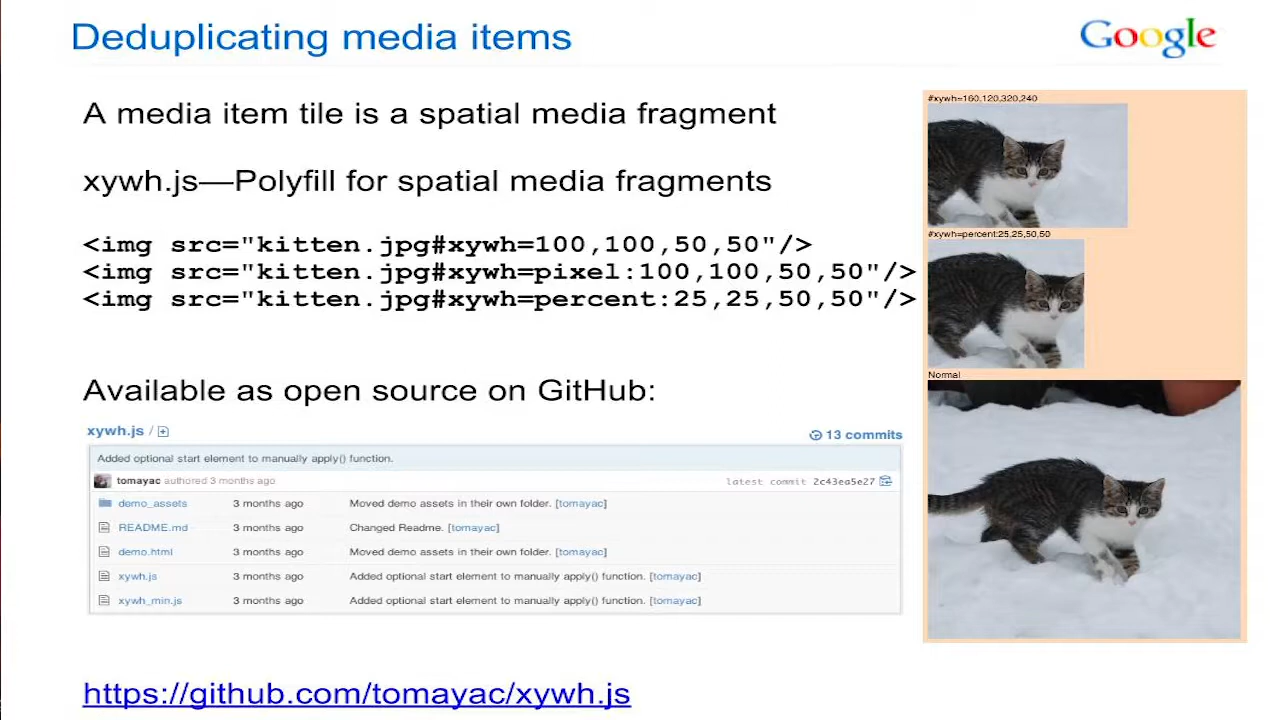 Deduplicating media items
Google
A media item tile is a spatial media fragment
xywh.js—Polyfill for spatial media fragments
<img src="kitten.jpg#xywh=100,100,50,50"/>
<img src="kitten.jpg#xywh=pixel:100,100,50,50"/>
<img src="kitten.jpg#xywh=percent:25,25,50,50"/>
Available as open source on GitHub:
xywh.js /
13 commits
Added optional start element to manually apply() function.
tomayac authored 3 months ago
latest commit 2c43ea5e27
demo_assets 3 months ago Moved demo assets in their own folder. [tomayac]
README.md 3 months ago Changed Readme. [tomayac]
demo.html 3 months ago Moved demo assets in their own folder. [tomayac]
xywh.js 3 months ago Added optional start element to manually apply() function. [tomayac]
xywh_min.js 3 months ago Added optional start element to manually apply() function. [tomayac]
https://github.com/tomayac/xywh.js
#xywh=160,120,320,240
#xywh=percent:25,25,50,50
Normal